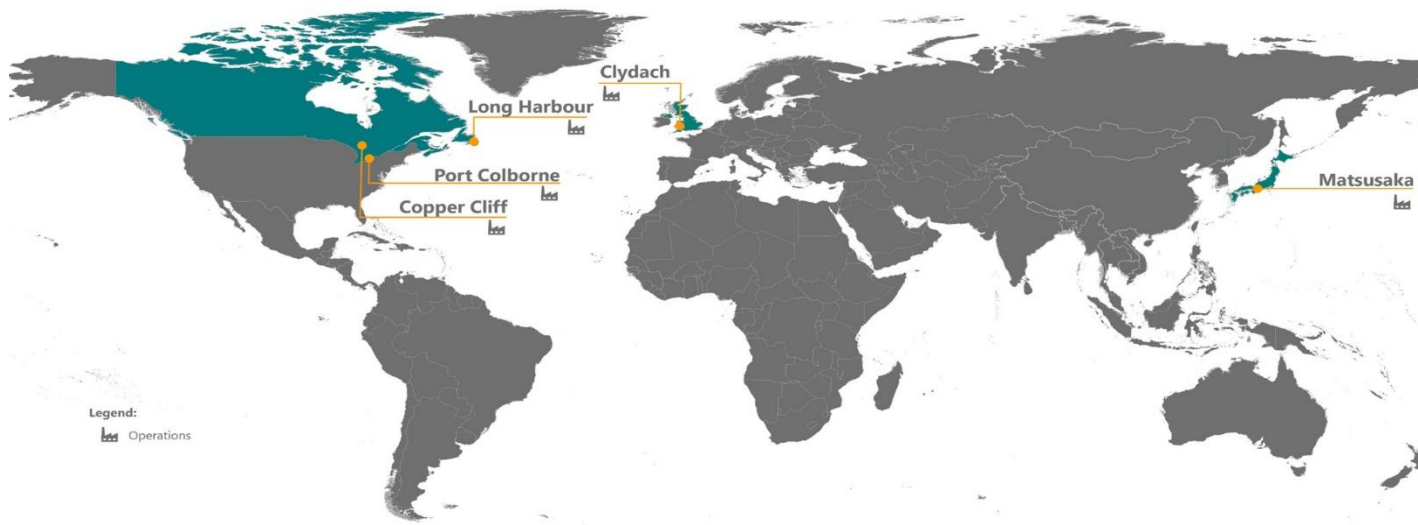 Clydach
Long Harbour
Port Colborne
Copper Cliff
Matsusaka
Legend:
Operations